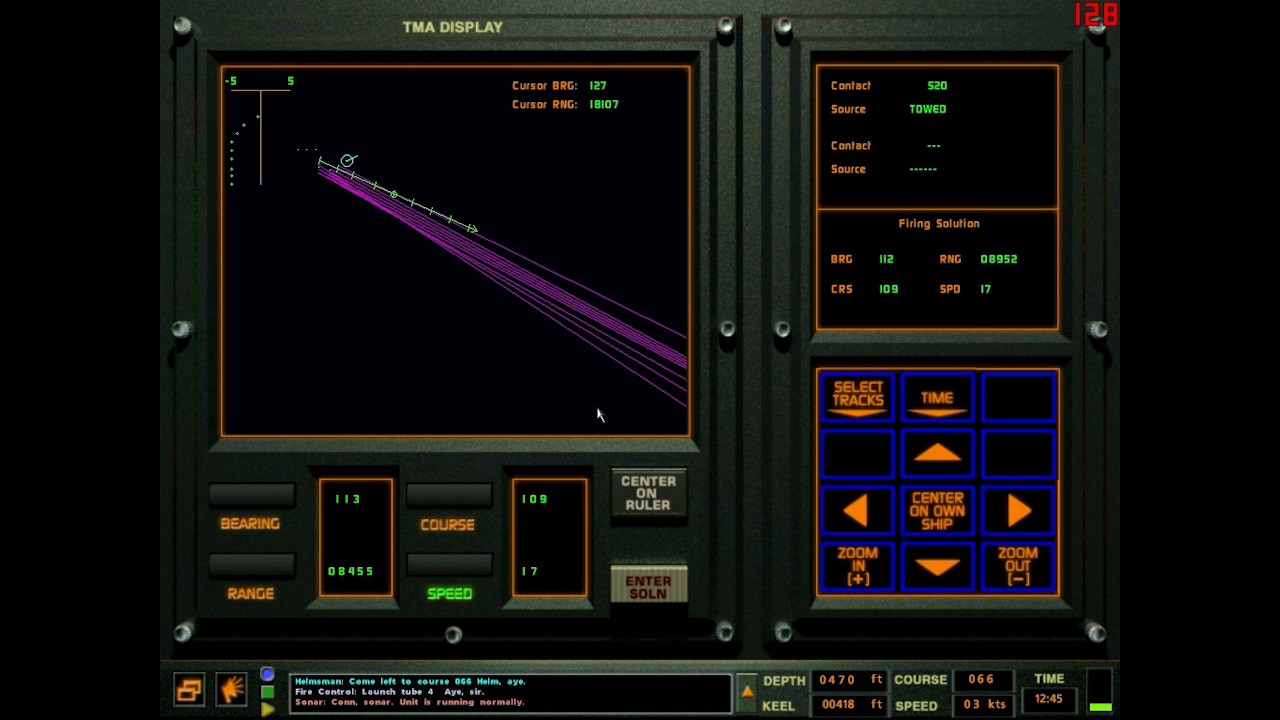 128
TMA DISPLAY
-5 5
Cursor BRG: 127
Cursor RNG: 18107
Contact S20
Source TOWED
Contact ---
Source ------
Firing Solution
BRG 112 RNG 08952
CRS 109 SPD 17
SELECT
TRACKS
TIME
CENTER
ON OWN
SHIP
ZOOM
IN
[+]
ZOOM
OUT
[-]
113
BEARING
08455
RANGE
109
COURSE
17
SPEED
CENTER
ON
RULER
ENTER
SOLN
Helmsman: Come left to course 066 Helm, aye.
Fire Control: Launch tube 4 Aye, sir.
Sonar: Conn, sonar. Unit is running normally.
DEPTH 0470 ft COURSE 066
KEEL 00418 ft SPEED 03 kts
TIME
12:45